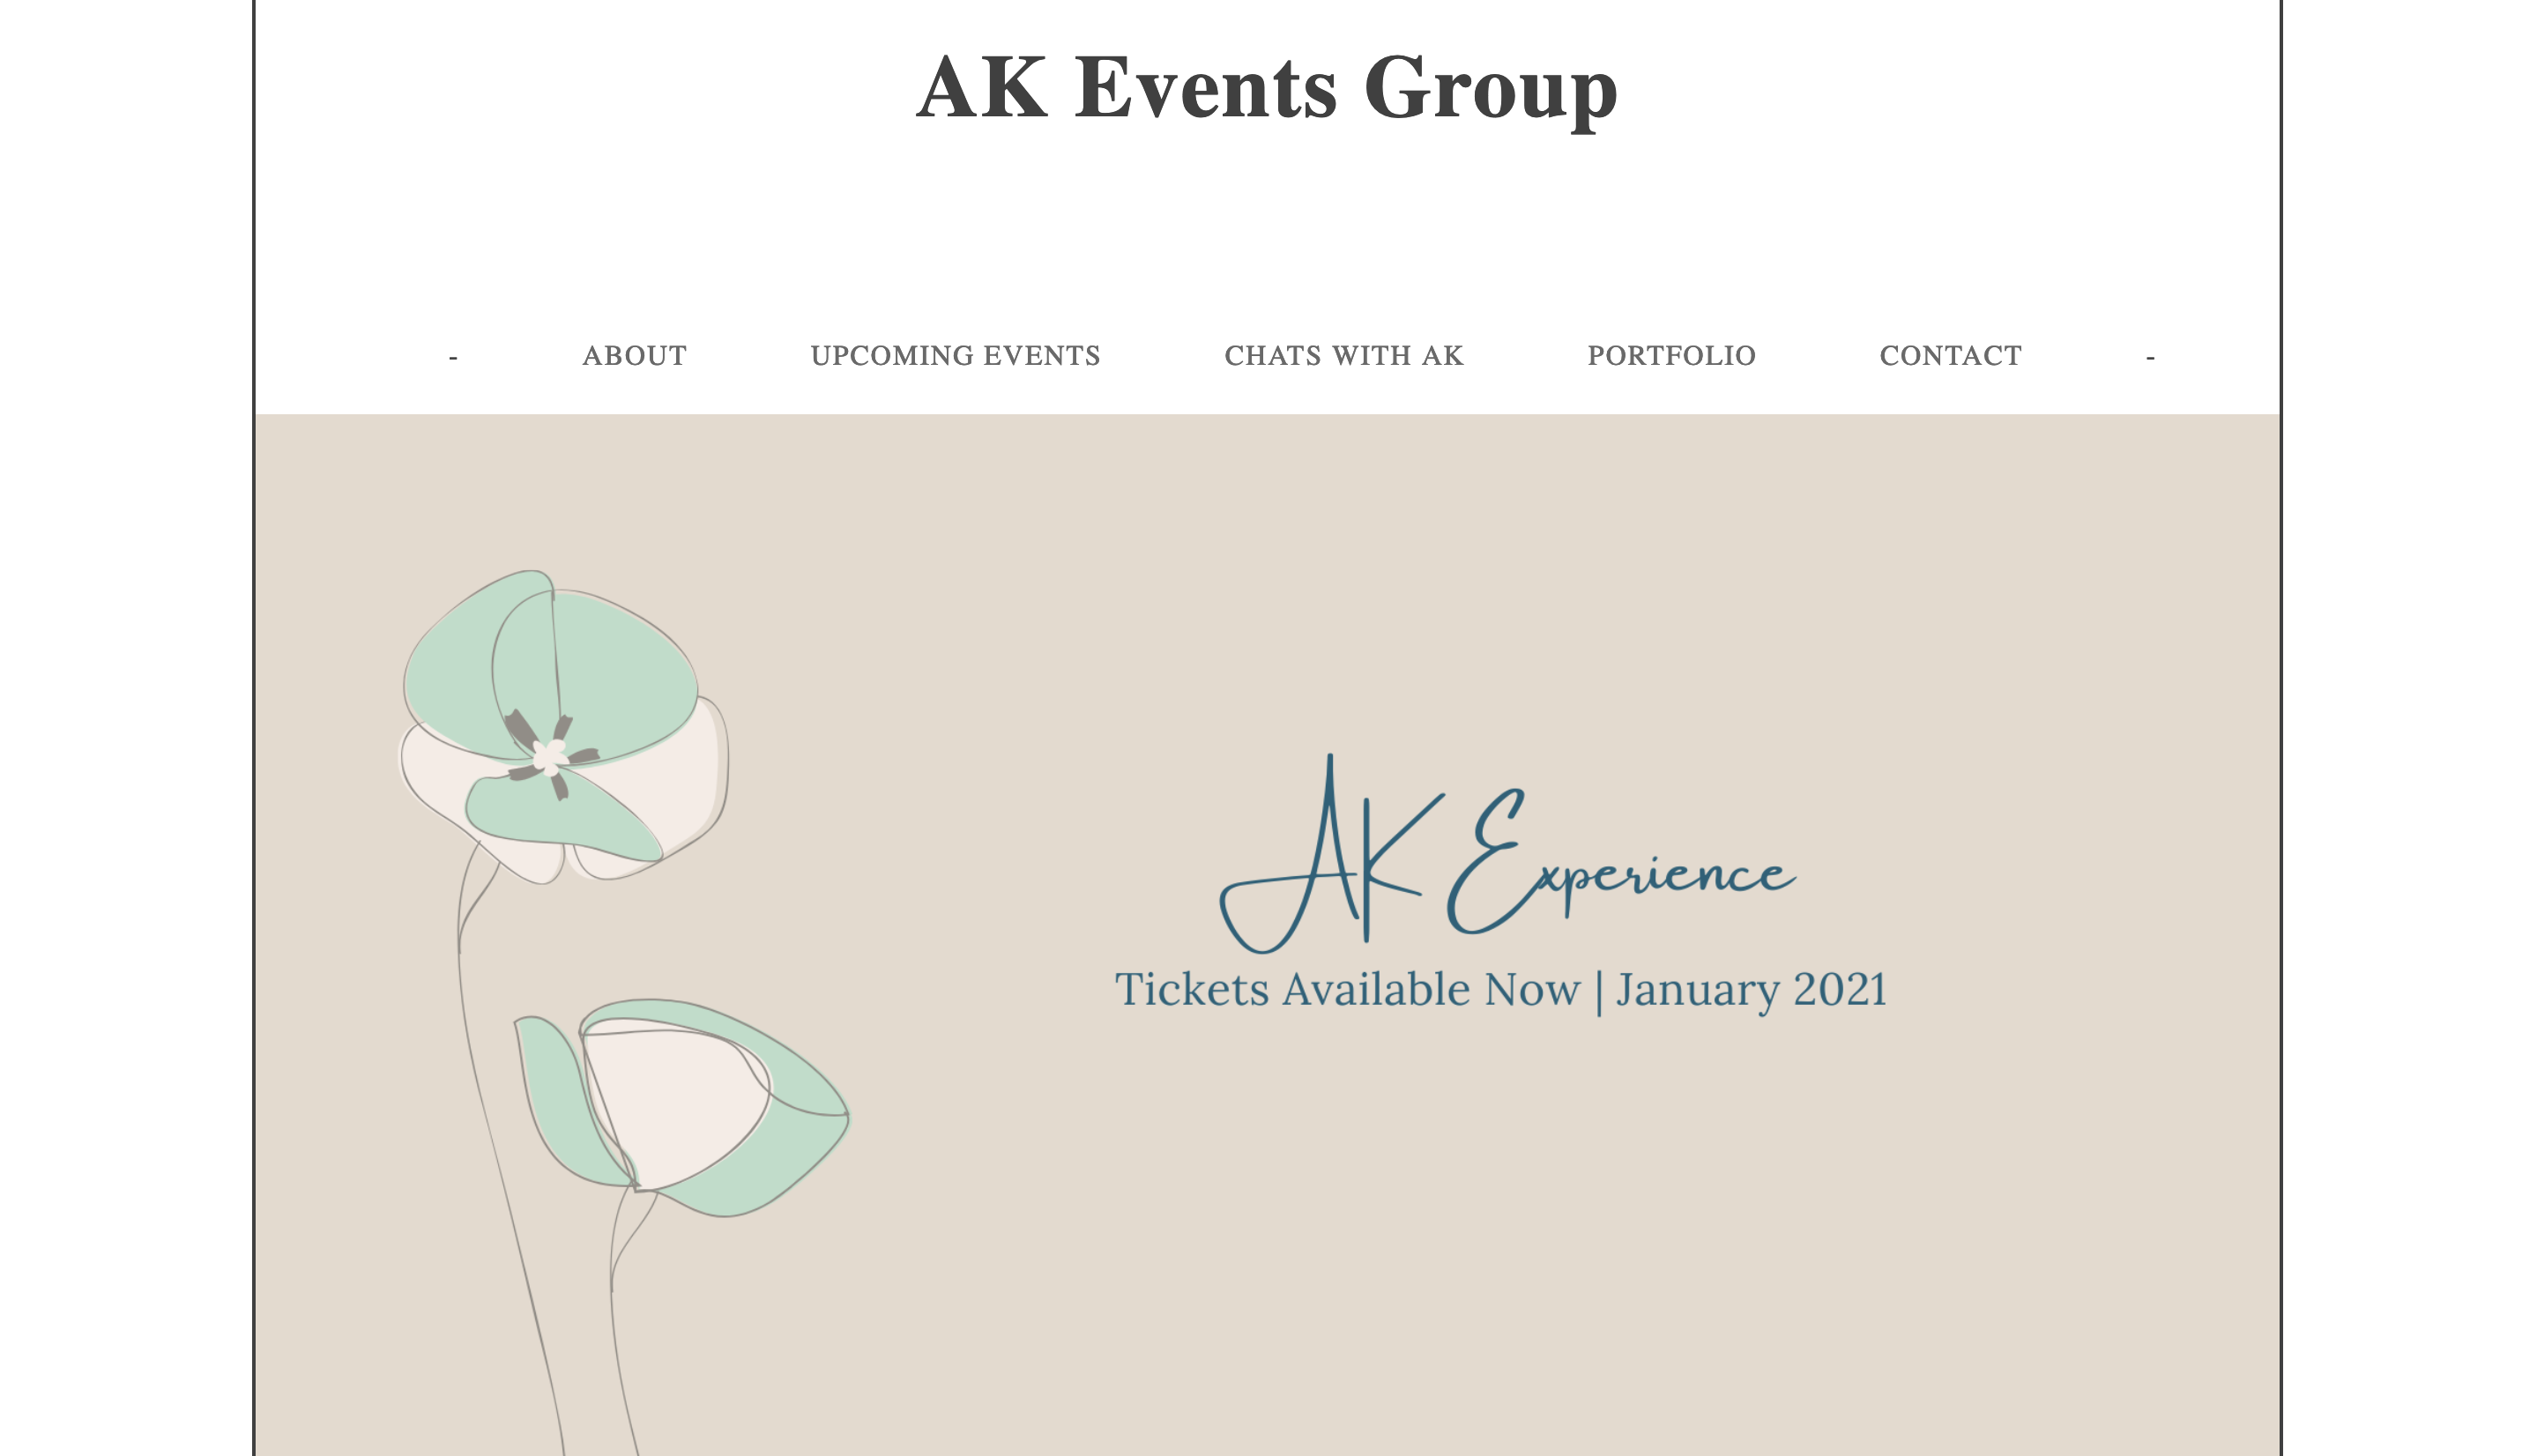 AK Events Group
- ABOUT UPCOMING EVENTS CHATS WITH AK PORTFOLIO CONTACT -
AK Experience
Tickets Available Now | January 2021